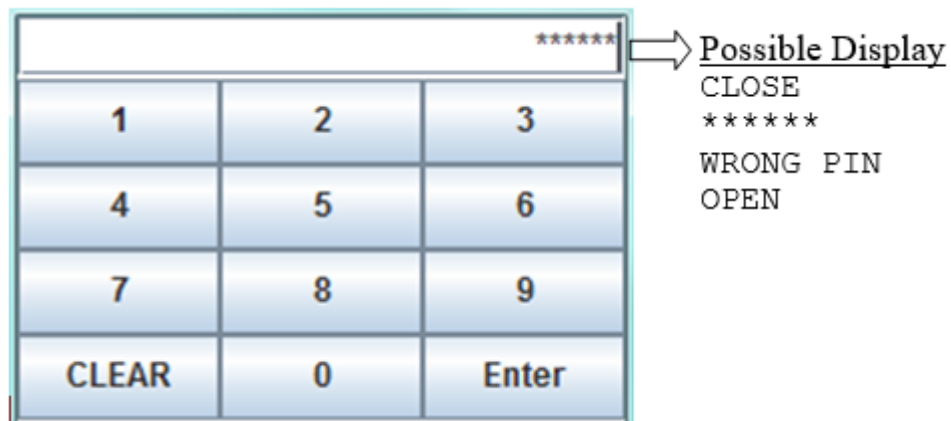 ******
Possible Display
CLOSE
******
WRONG PIN
OPEN
1 2 3
4 5 6
7 8 9
CLEAR 0 Enter